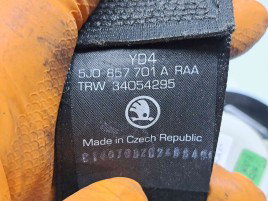 YD4
5J0 857 701 A RAA
TRW 34054295
Made in Czech Republic